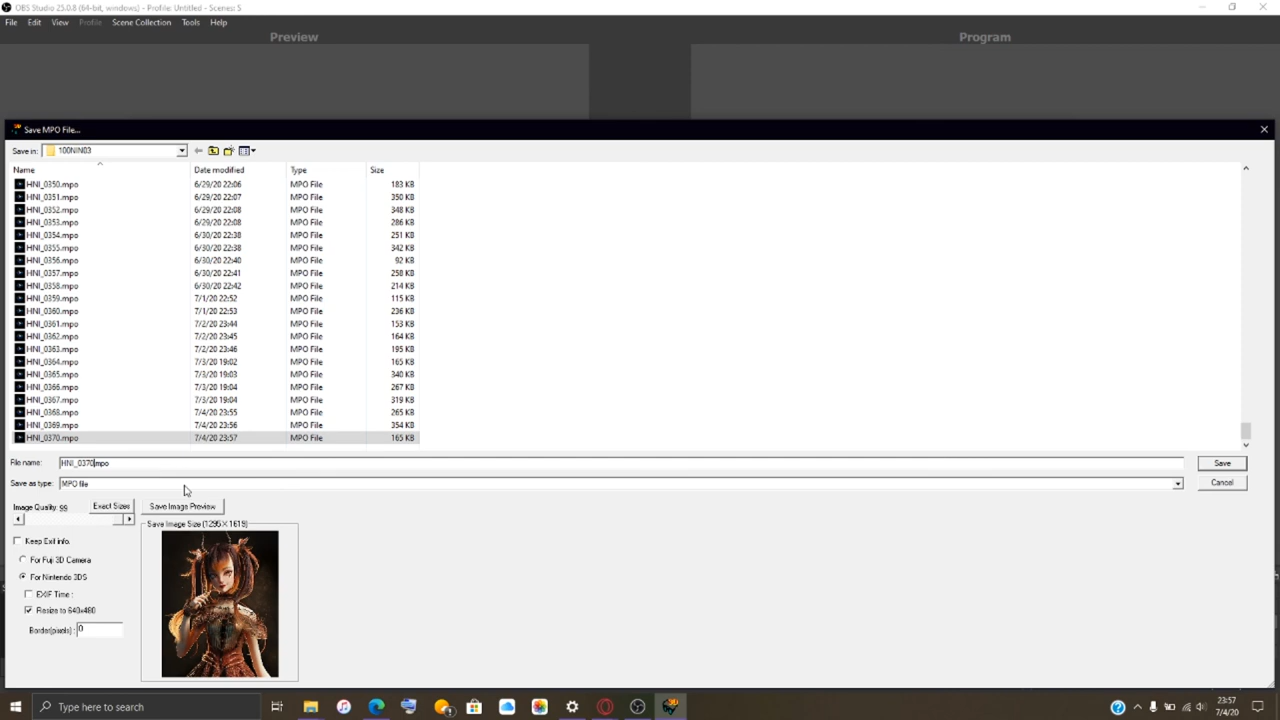 OBS Studio 25.0.8 (64-bit, windows) - Profile: Untitled - Scenes: S
File Edit View Profile Scene Collection Tools Help
Preview Program
Save MPO File...
Save in: 100NIN03
Name Date modified Type Size
HNI_0350.mpo 6/29/20 22:06 MPO File 183 KB
HNI_0351.mpo 6/29/20 22:07 MPO File 350 KB
HNI_0352.mpo 6/29/20 22:08 MPO File 348 KB
HNI_0353.mpo 6/29/20 22:08 MPO File 286 KB
HNI_0354.mpo 6/30/20 22:38 MPO File 251 KB
HNI_0355.mpo 6/30/20 22:38 MPO File 342 KB
HNI_0356.mpo 6/30/20 22:40 MPO File 92 KB
HNI_0357.mpo 6/30/20 22:41 MPO File 258 KB
HNI_0358.mpo 6/30/20 22:42 MPO File 214 KB
HNI_0359.mpo 7/1/20 22:52 MPO File 115 KB
HNI_0360.mpo 7/1/20 22:53 MPO File 236 KB
HNI_0361.mpo 7/2/20 23:44 MPO File 153 KB
HNI_0362.mpo 7/2/20 23:45 MPO File 164 KB
HNI_0363.mpo 7/2/20 23:46 MPO File 195 KB
HNI_0364.mpo 7/3/20 19:02 MPO File 165 KB
HNI_0365.mpo 7/3/20 19:03 MPO File 340 KB
HNI_0366.mpo 7/3/20 19:04 MPO File 267 KB
HNI_0367.mpo 7/3/20 19:04 MPO File 319 KB
HNI_0368.mpo 7/4/20 23:55 MPO File 265 KB
HNI_0369.mpo 7/4/20 23:56 MPO File 354 KB
HNI_0370.mpo 7/4/20 23:57 MPO File 165 KB
File name: HNI_0370.mpo Save
Save as type: MPO file Cancel
Image Quality: 99 Exact Sizes Save Image Preview
Save Image Size (1295×1619)
Keep Exif info.
For Fuji 3D Camera
For Nintendo 3DS
EXIF Time :
Resize to 640x480
Border(pixels) : 0
Type here to search
23:57
7/4/20